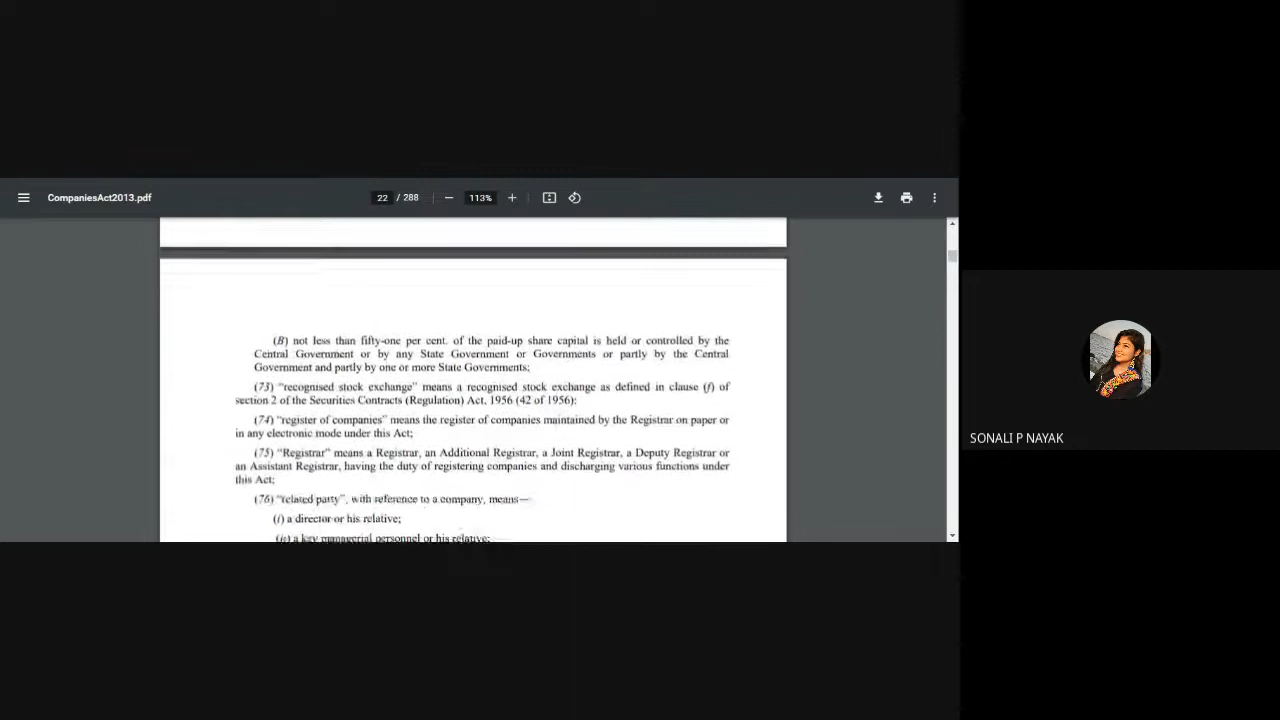 CompaniesAct2013.pdf
22 / 288
113%
(B) not less than fifty-one per cent. of the paid-up share capital is held or controlled by the
Central Government or by any State Government or Governments or partly by the Central
Government and partly by one or more State Governments;
(73) "recognised stock exchange" means a recognised stock exchange as defined in clause (f) of
section 2 of the Securities Contracts (Regulation) Act, 1956 (42 of 1956);
(74) "register of companies" means the register of companies maintained by the Registrar on paper or
in any electronic mode under this Act;
(75) "Registrar" means a Registrar, an Additional Registrar, a Joint Registrar, a Deputy Registrar or
an Assistant Registrar, having the duty of registering companies and discharging various functions under
this Act;
(76) "related party", with reference to a company, means—
(i) a director or his relative;
(ii) a key managerial personnel or his relative;
SONALI P NAYAK